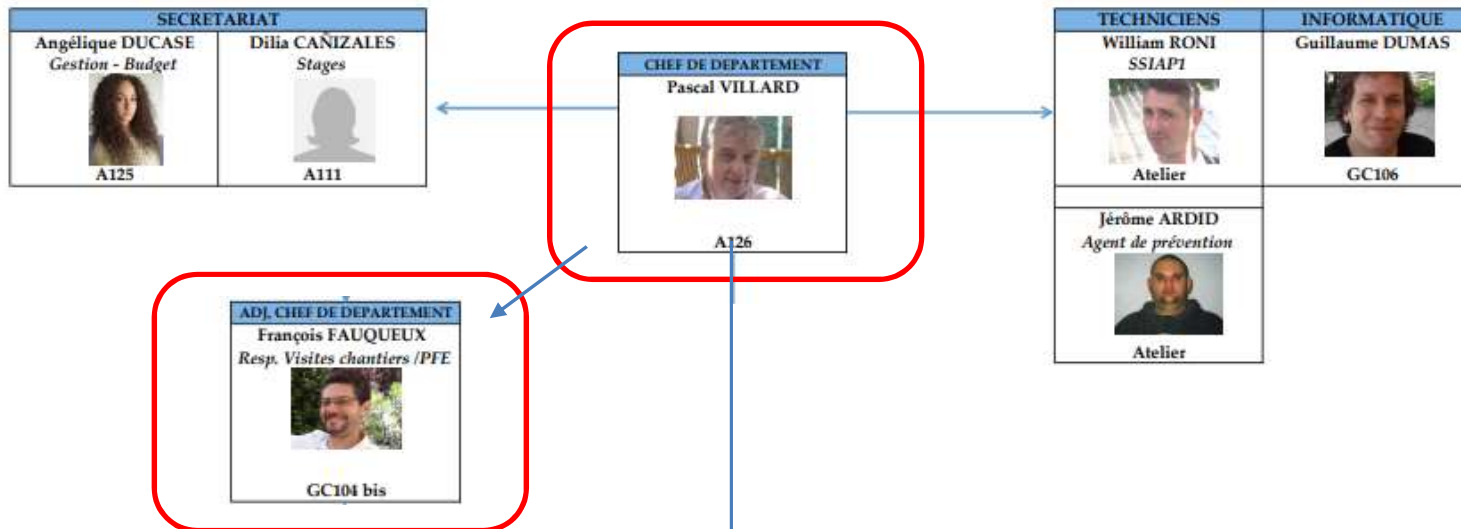 SECRETARIAT
Angélique DUCASE
Gestion - Budget
A125
Dilia CAÑIZALES
Stages
A111
CHEF DE DEPARTEMENT
Pascal VILLARD
A126
TECHNICIENS
William RONI
SSIAP1
Atelier
INFORMATIQUE
Guillaume DUMAS
GC106
Jérôme ARDID
Agent de prévention
Atelier
ADJ. CHEF DE DEPARTEMENT
François FAUQUEUX
Resp. Visites chantiers /PFE
GC104 bis